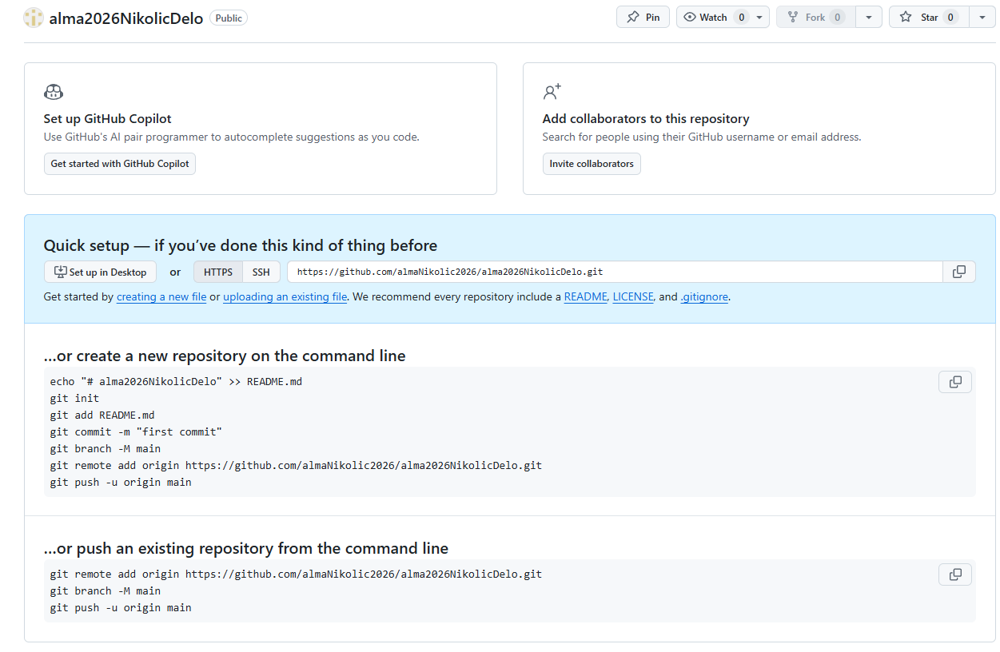 alma2026NikolicDelo Public Pin Watch 0 Fork 0 Star 0
Set up GitHub Copilot
Use GitHub's AI pair programmer to autocomplete suggestions as you code.
Get started with GitHub Copilot
Add collaborators to this repository
Search for people using their GitHub username or email address.
Invite collaborators
Quick setup — if you’ve done this kind of thing before
Set up in Desktop or HTTPS SSH https://github.com/almaNikolic2026/alma2026NikolicDelo.git
Get started by creating a new file or uploading an existing file. We recommend every repository include a README, LICENSE, and .gitignore.
…or create a new repository on the command line
echo "# alma2026NikolicDelo" >> README.md
git init
git add README.md
git commit -m "first commit"
git branch -M main
git remote add origin https://github.com/almaNikolic2026/alma2026NikolicDelo.git
git push -u origin main
…or push an existing repository from the command line
git remote add origin https://github.com/almaNikolic2026/alma2026NikolicDelo.git
git branch -M main
git push -u origin main